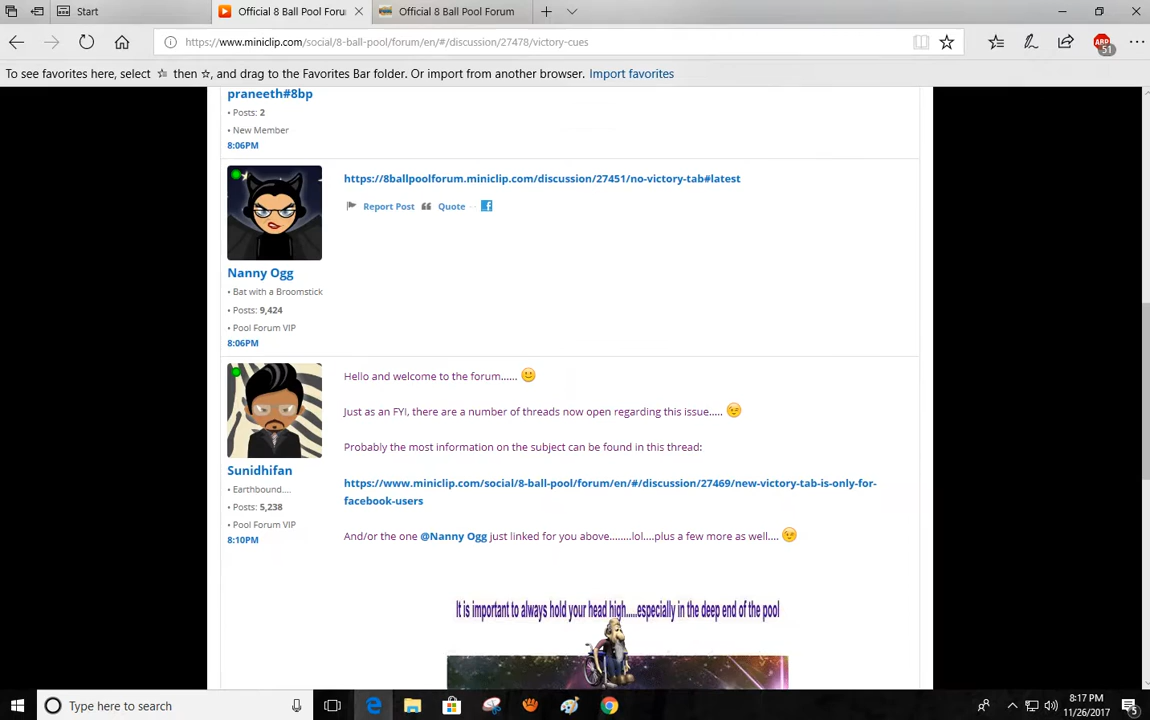 Start
Official 8 Ball Pool Foru
Official 8 Ball Pool Forum
https://www.miniclip.com/social/8-ball-pool/forum/en/#/discussion/27478/victory-cues
ABP
51
To see favorites here, select then , and drag to the Favorites Bar folder. Or import from another browser. Import favorites
praneeth#8bp
• Posts: 2
• New Member
8:06PM
https://8ballpoolforum.miniclip.com/discussion/27451/no-victory-tab#latest
Report Post Quote ·· f
Nanny Ogg
• Bat with a Broomstick
• Posts: 9,424
• Pool Forum VIP
8:06PM
Hello and welcome to the forum......
Just as an FYI, there are a number of threads now open regarding this issue.....
Probably the most information on the subject can be found in this thread:
https://www.miniclip.com/social/8-ball-pool/forum/en/#/discussion/27469/new-victory-tab-is-only-for-
facebook-users
And/or the one @Nanny Ogg just linked for you above........lol....plus a few more as well....
Sunidhifan
• Earthbound....
• Posts: 5,238
• Pool Forum VIP
8:10PM
It is important to always hold your head high.....especially in the deep end of the pool
Type here to search
8:17 PM
11/26/2017
5